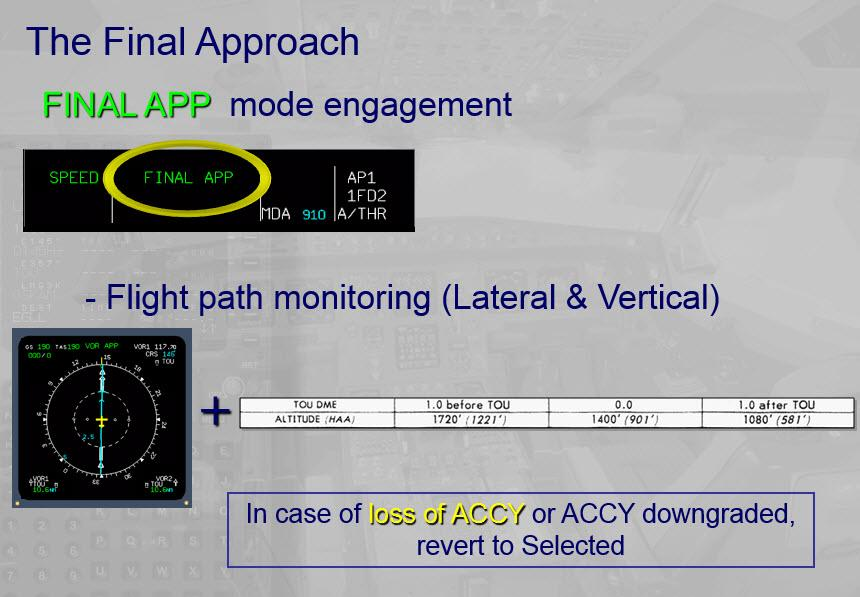 The Final Approach
FINAL APP mode engagement
SPEED FINAL APP AP1
1FD2
MDA 910 A/THR
- Flight path monitoring (Lateral & Vertical)
GS 190 TAS190 VOR APP VOR1 117.70
000/0 CRS 146°
TOU
2.5
5
VOR1 VOR2
TOU TOU
10.6NM 10.6NM
+
TOU DME 1.0 before TOU 0.0 1.0 after TOU
ALTITUDE (HAA) 1720' (1221') 1400' (901') 1080' (581')
In case of loss of ACCY or ACCY downgraded,
revert to Selected